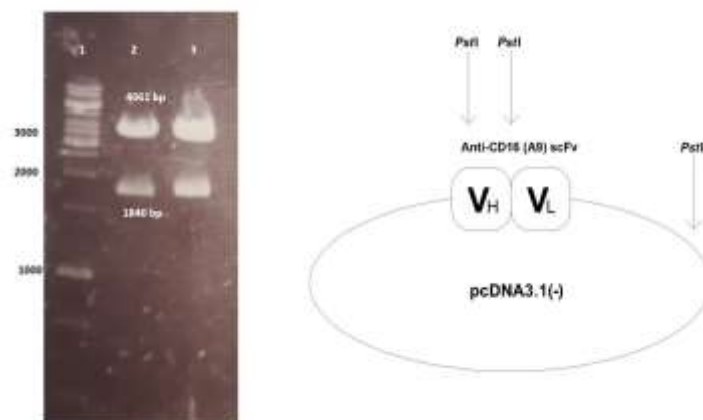 1 2 3
4061 bp
3000
2000
1840 bp
1000
PstI PstI
Anti-CD16 (A9) scFv
PstI
VH VL
pcDNA3.1(-)